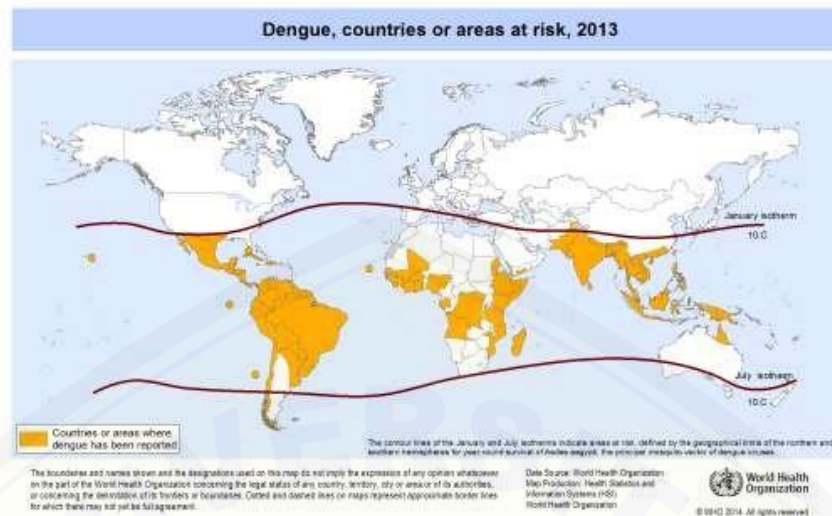 Dengue, countries or areas at risk, 2013
January isotherm
10.C
July isotherm
10.C
Countries or areas where
dengue has been reported
The contour lines of the January and July isotherms indicate areas at risk, defined by the geographical limits of the northern and
southern hemispheres for year-round survival of Aedes aegypti, the principal mosquito vector of dengue viruses.
The boundaries and names shown and the designations used on this map do not imply the expression of any opinion whatsoever
on the part of the World Health Organization concerning the legal status of any country, territory, city or area or of its authorities,
or concerning the delimitation of its frontiers or boundaries. Dotted and dashed lines on maps represent approximate border lines
for which there may not yet be full agreement.
Data Source: World Health Organization
Map Production: Health Statistics and
Information Systems (HSI)
World Health Organization
World Health
Organization
© WHO 2014. All rights reserved